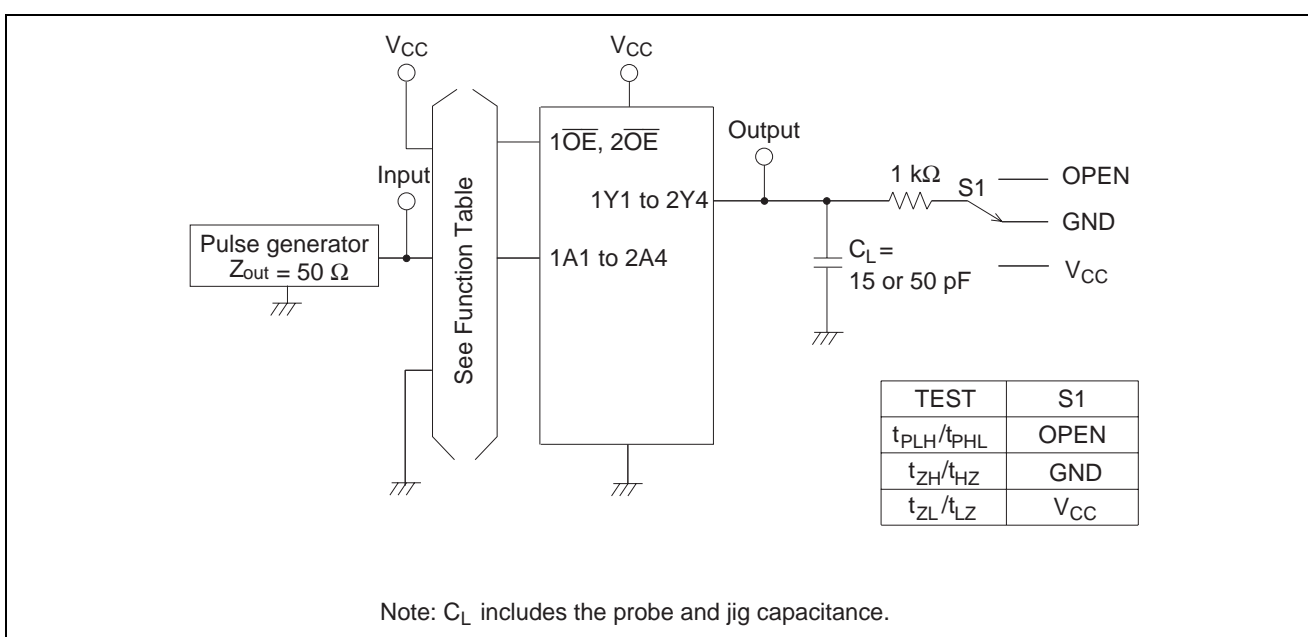 VCC
VCC
Input
Pulse generator
Zout = 50 Ω
See Function Table
1O̅E̅, 2O̅E̅
1Y1 to 2Y4
1A1 to 2A4
Output
1 kΩ
S1
OPEN
GND
VCC
CL =
15 or 50 pF
TEST S1
tPLH/tPHL OPEN
tZH/tHZ GND
tZL/tLZ VCC
Note: CL includes the probe and jig capacitance.